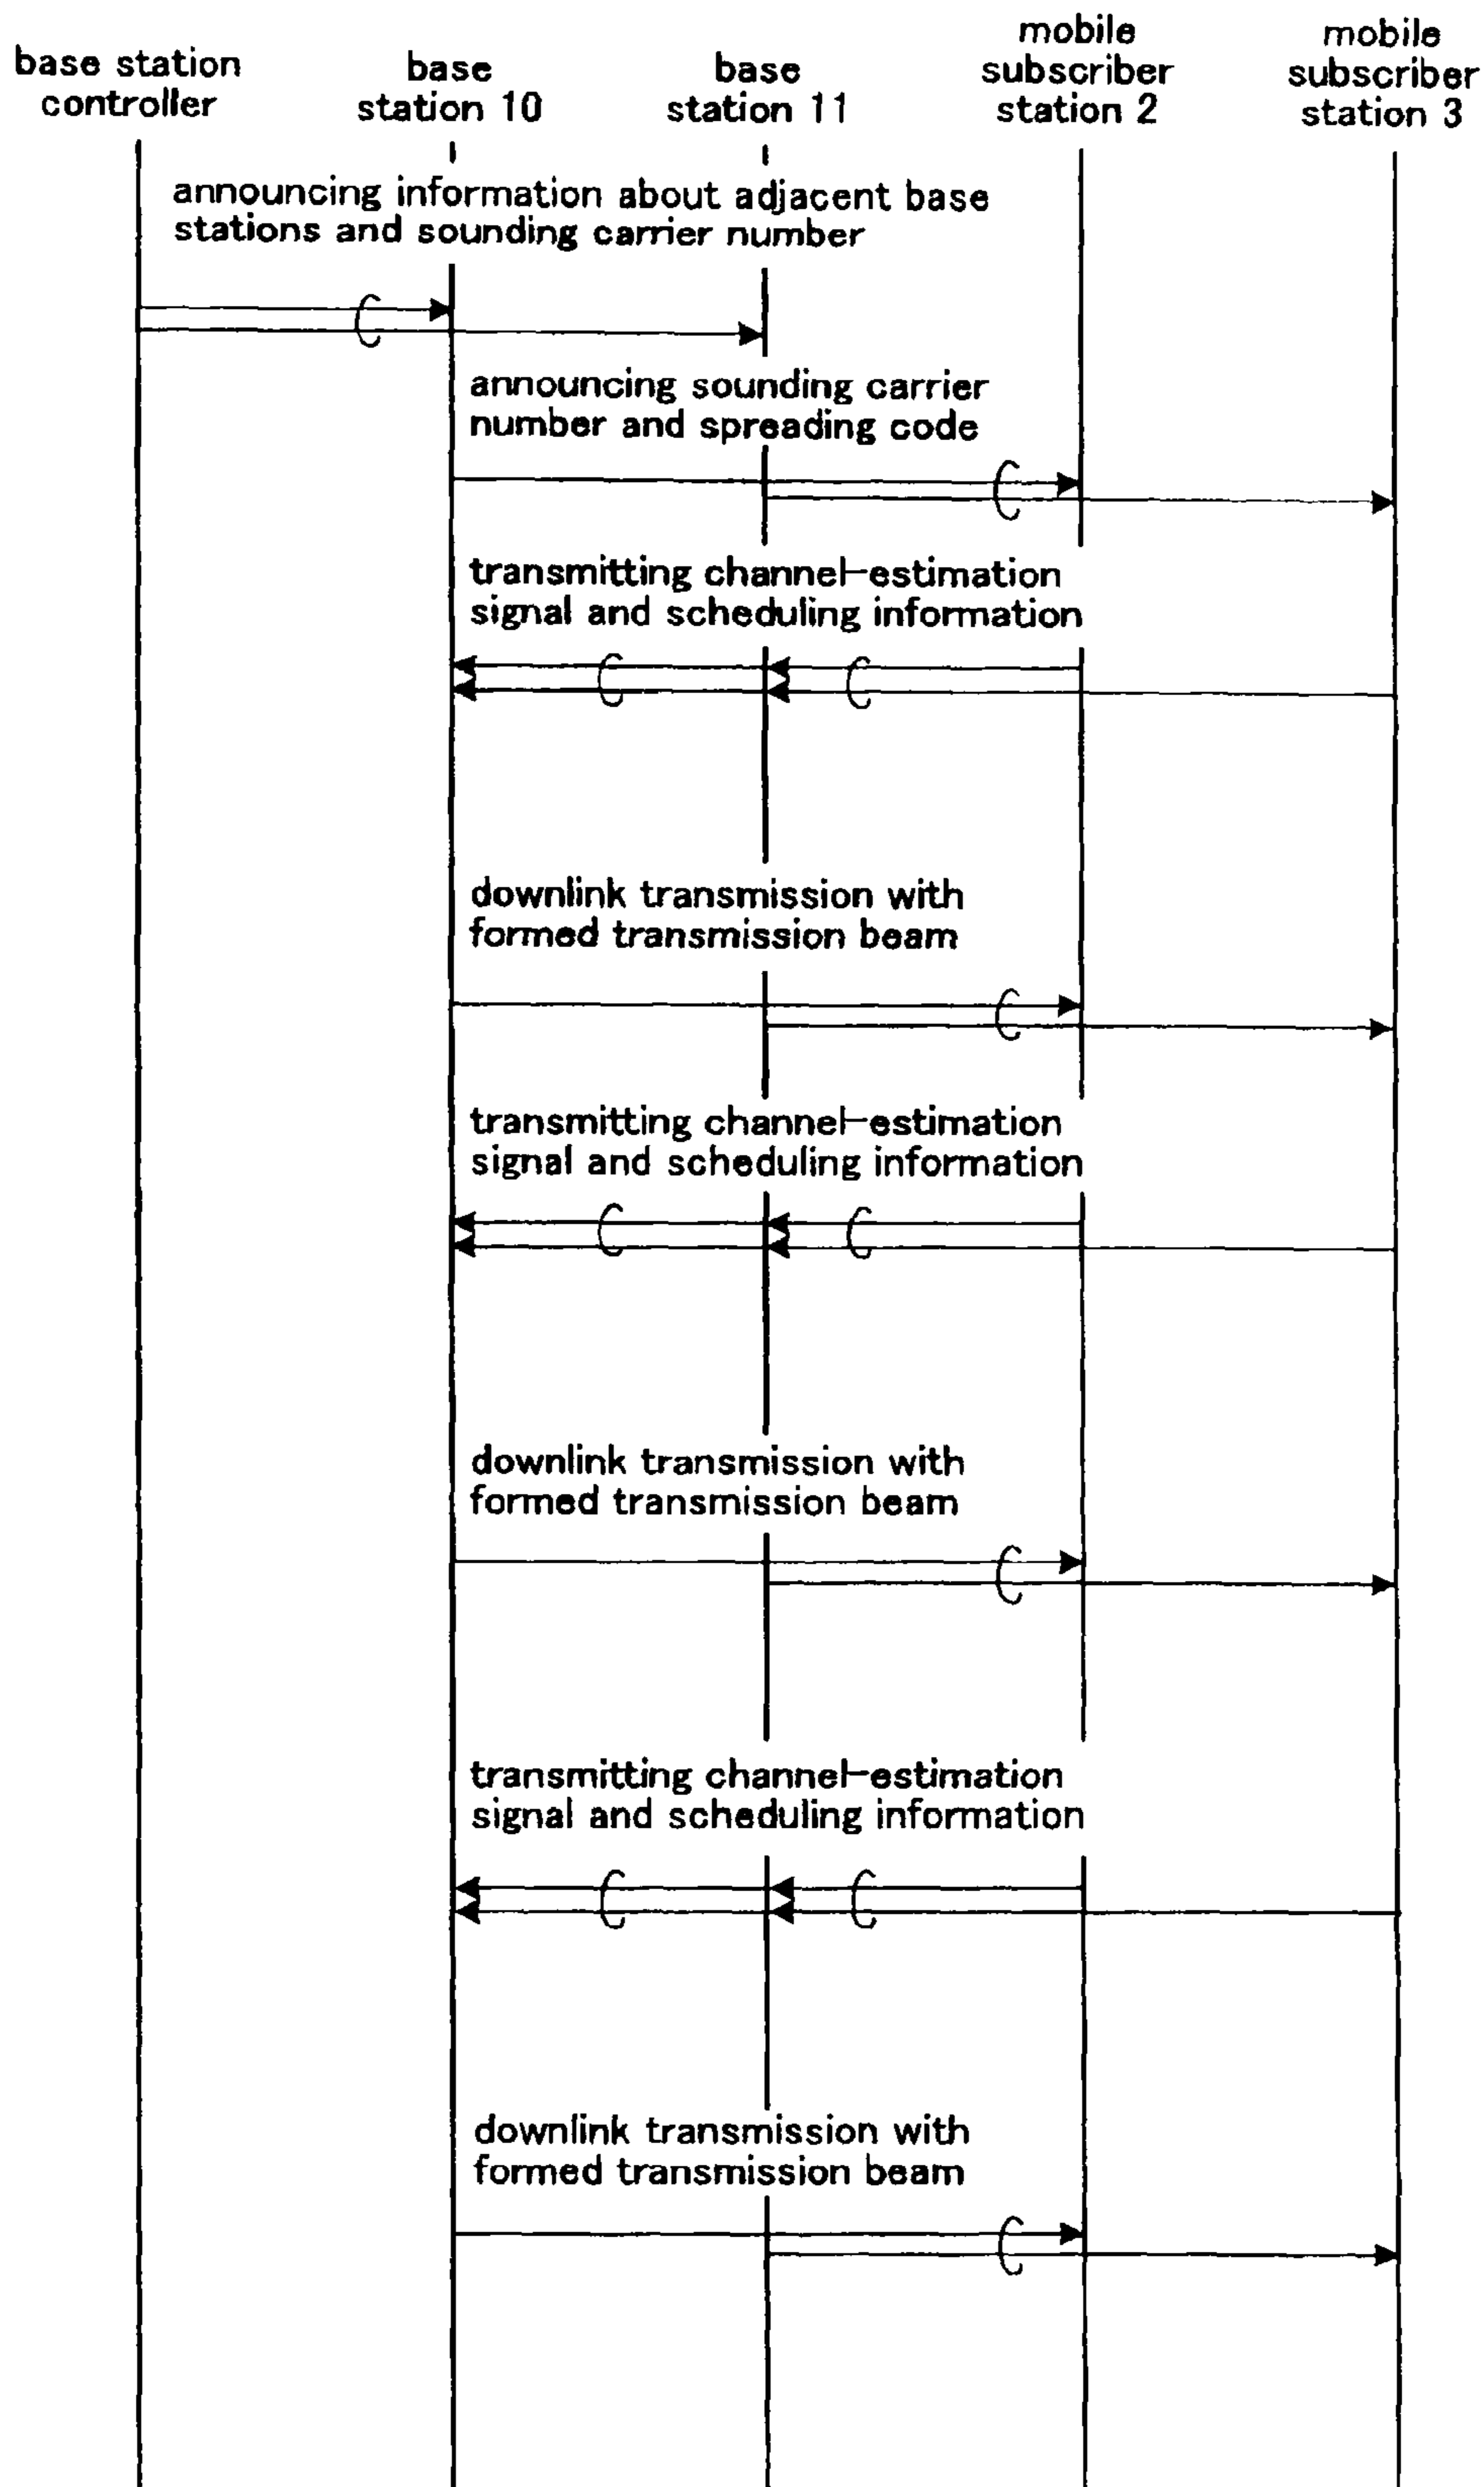 base station
controller
base
station 10
base
station 11
mobile
subscriber
station 2
mobile
subscriber
station 3
announcing information about adjacent base
stations and sounding carrier number
announcing sounding carrier
number and spreading code
transmitting channel-estimation
signal and scheduling information
downlink transmission with
formed transmission beam
transmitting channel-estimation
signal and scheduling information
downlink transmission with
formed transmission beam
transmitting channel-estimation
signal and scheduling information
downlink transmission with
formed transmission beam